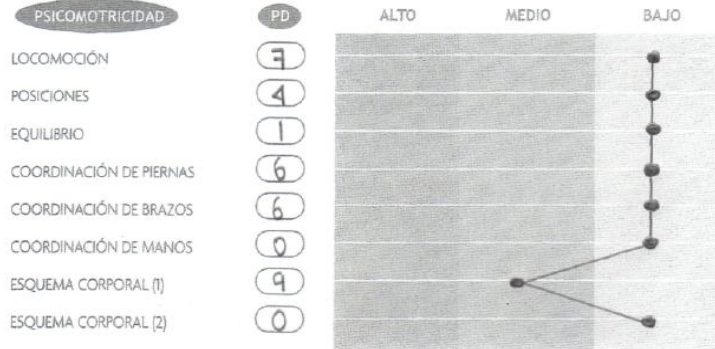 PSICOMOTRICIDAD PD ALTO MEDIO BAJO
LOCOMOCIÓN 7
POSICIONES 4
EQUILIBRIO 1
COORDINACIÓN DE PIERNAS 6
COORDINACIÓN DE BRAZOS 6
COORDINACIÓN DE MANOS 0
ESQUEMA CORPORAL (1) 9
ESQUEMA CORPORAL (2) 0